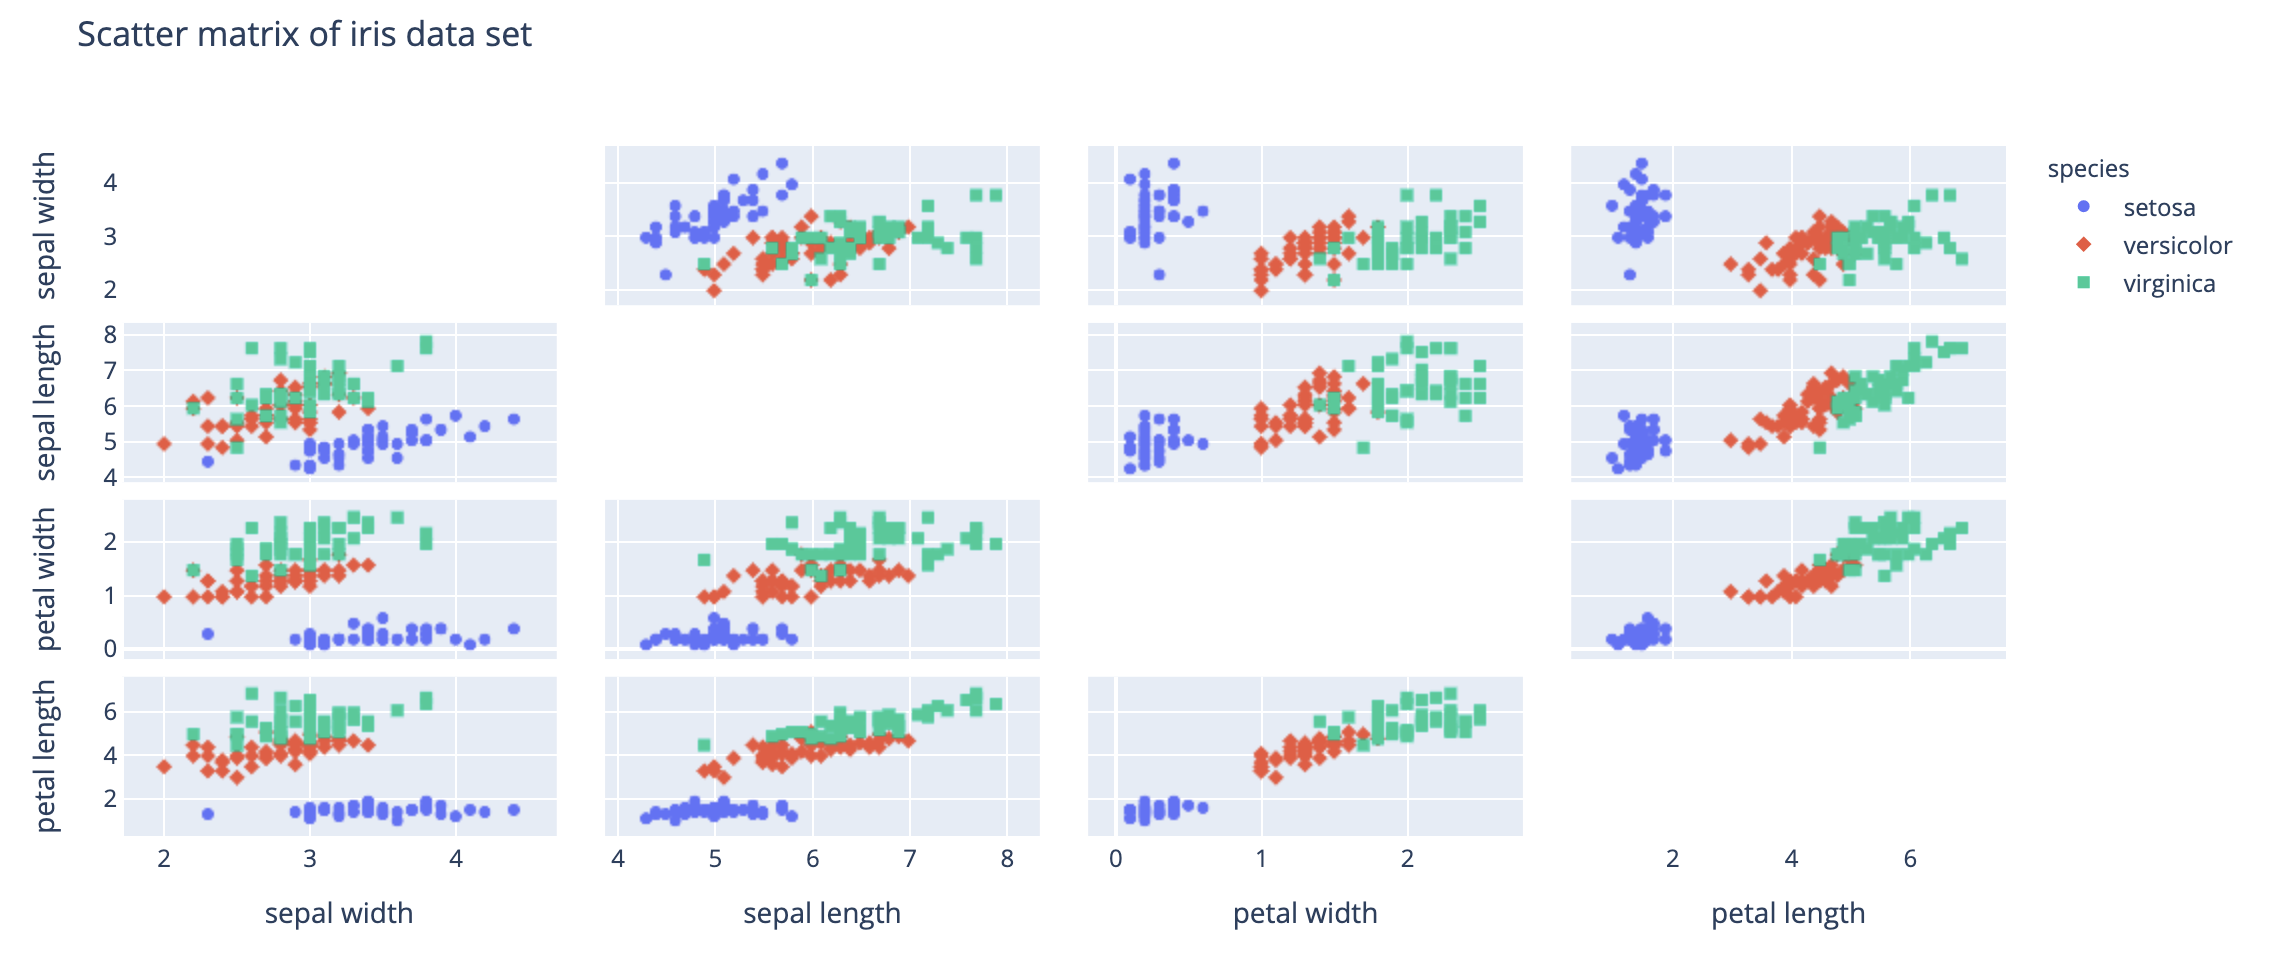 Scatter matrix of iris data set
species
setosa
versicolor
virginica
sepal width
4
3
2
sepal length
8
7
6
5
4
petal width
2
1
0
petal length
6
4
2
2 3 4
4 5 6 7 8
0 1 2
2 4 6
sepal width
sepal length
petal width
petal length